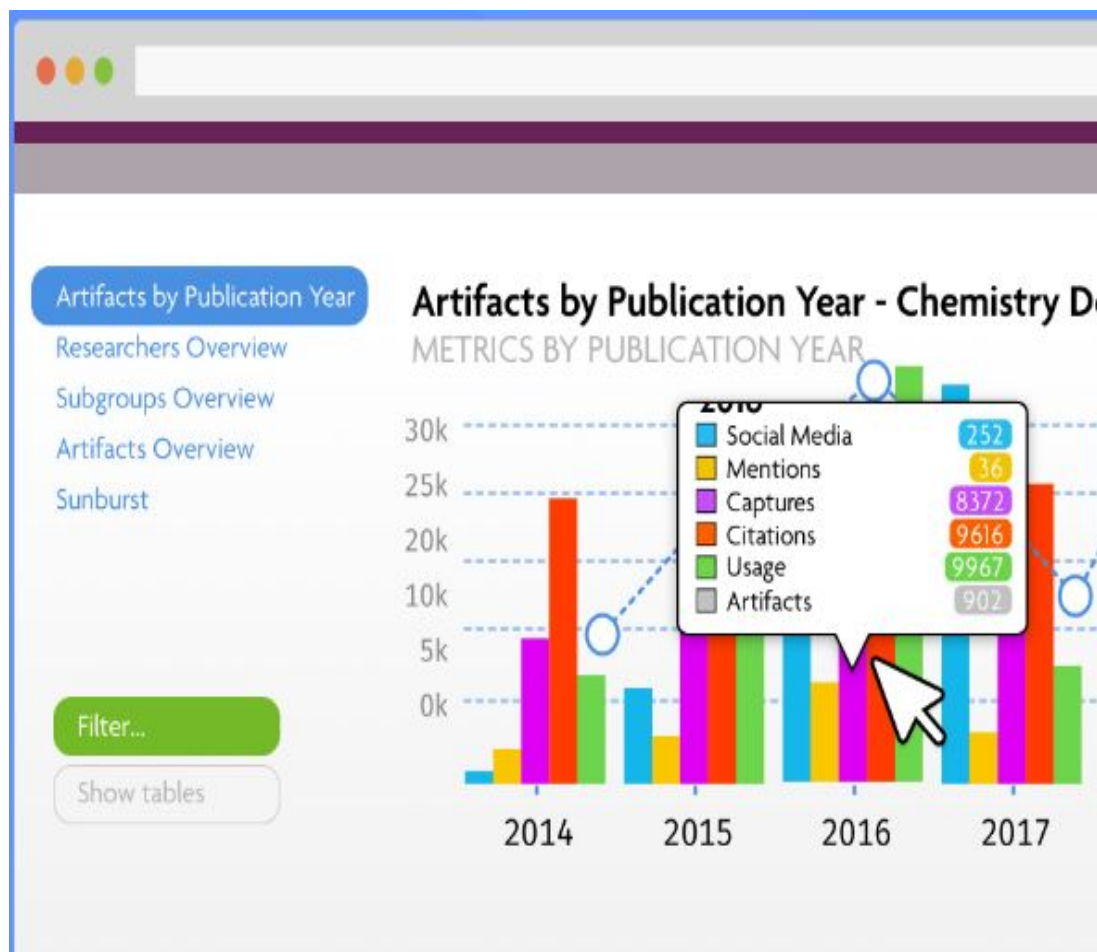 Artifacts by Publication Year
Researchers Overview
Subgroups Overview
Artifacts Overview
Sunburst
Filter...
Show tables
Artifacts by Publication Year - Chemistry
METRICS BY PUBLICATION YEAR
30k
25k
20k
10k
5k
0k
Social Media 252
Mentions 36
Captures 8372
Citations 9616
Usage 9967
Artifacts 902
2014 2015 2016 2017